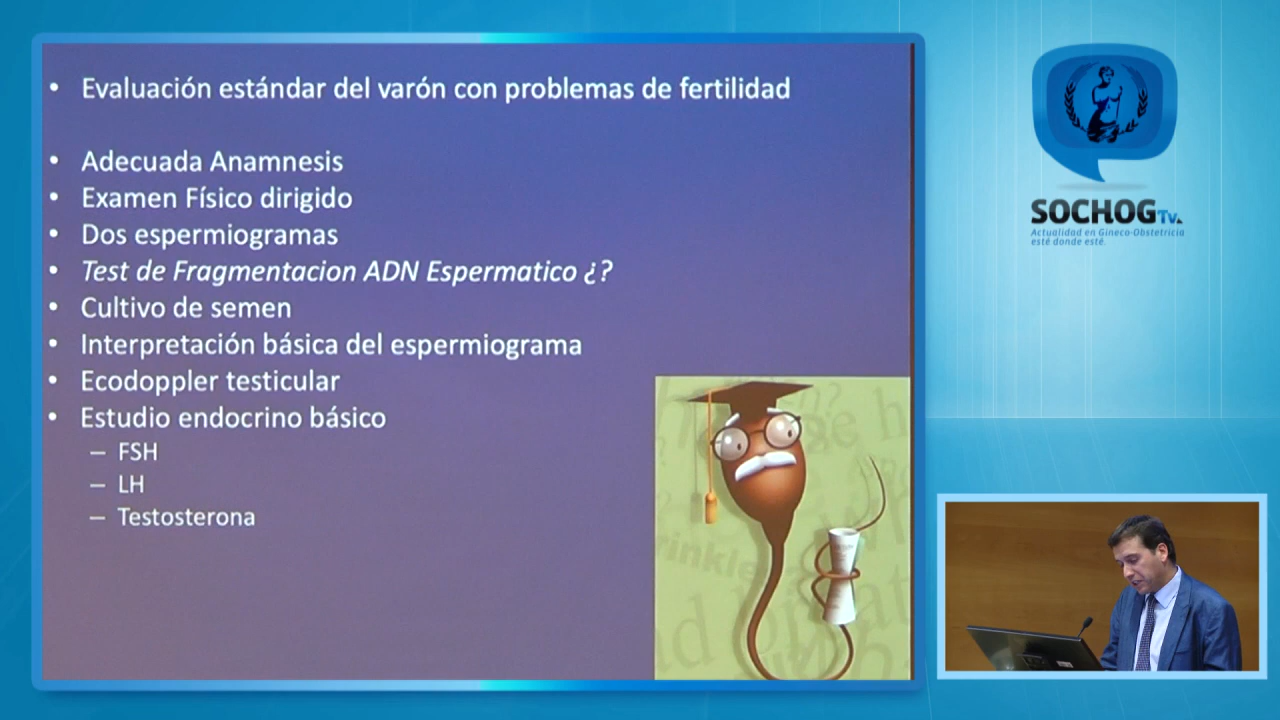 Evaluación estándar del varón con problemas de fertilidad
Adecuada Anamnesis
Examen Físico dirigido
Dos espermiogramas
Test de Fragmentacion ADN Espermatico ¿?
Cultivo de semen
Interpretación básica del espermiograma
Ecodoppler testicular
Estudio endocrino básico
– FSH
– LH
– Testosterona
SOCHOG Tv.
Actualidad en Gineco-Obstetricia
esté donde esté.